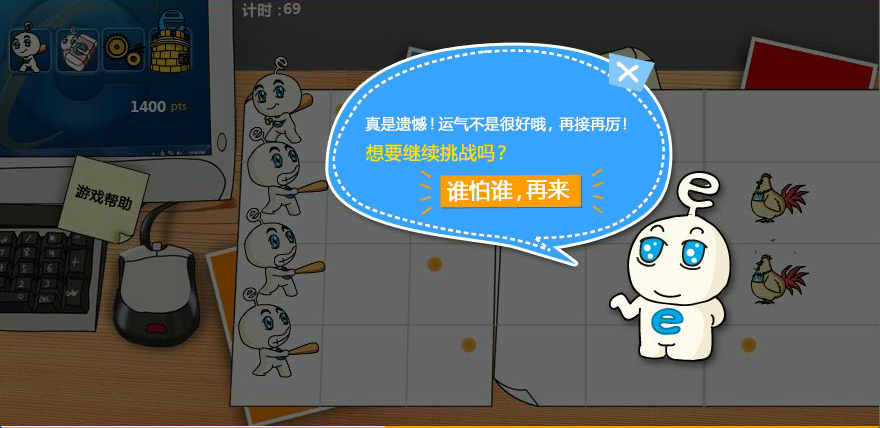 计时:69
e
1400 pts
游戏帮助
真是遗憾！运气不是很好哦，再接再厉！
想要继续挑战吗？
谁怕谁，再来
e